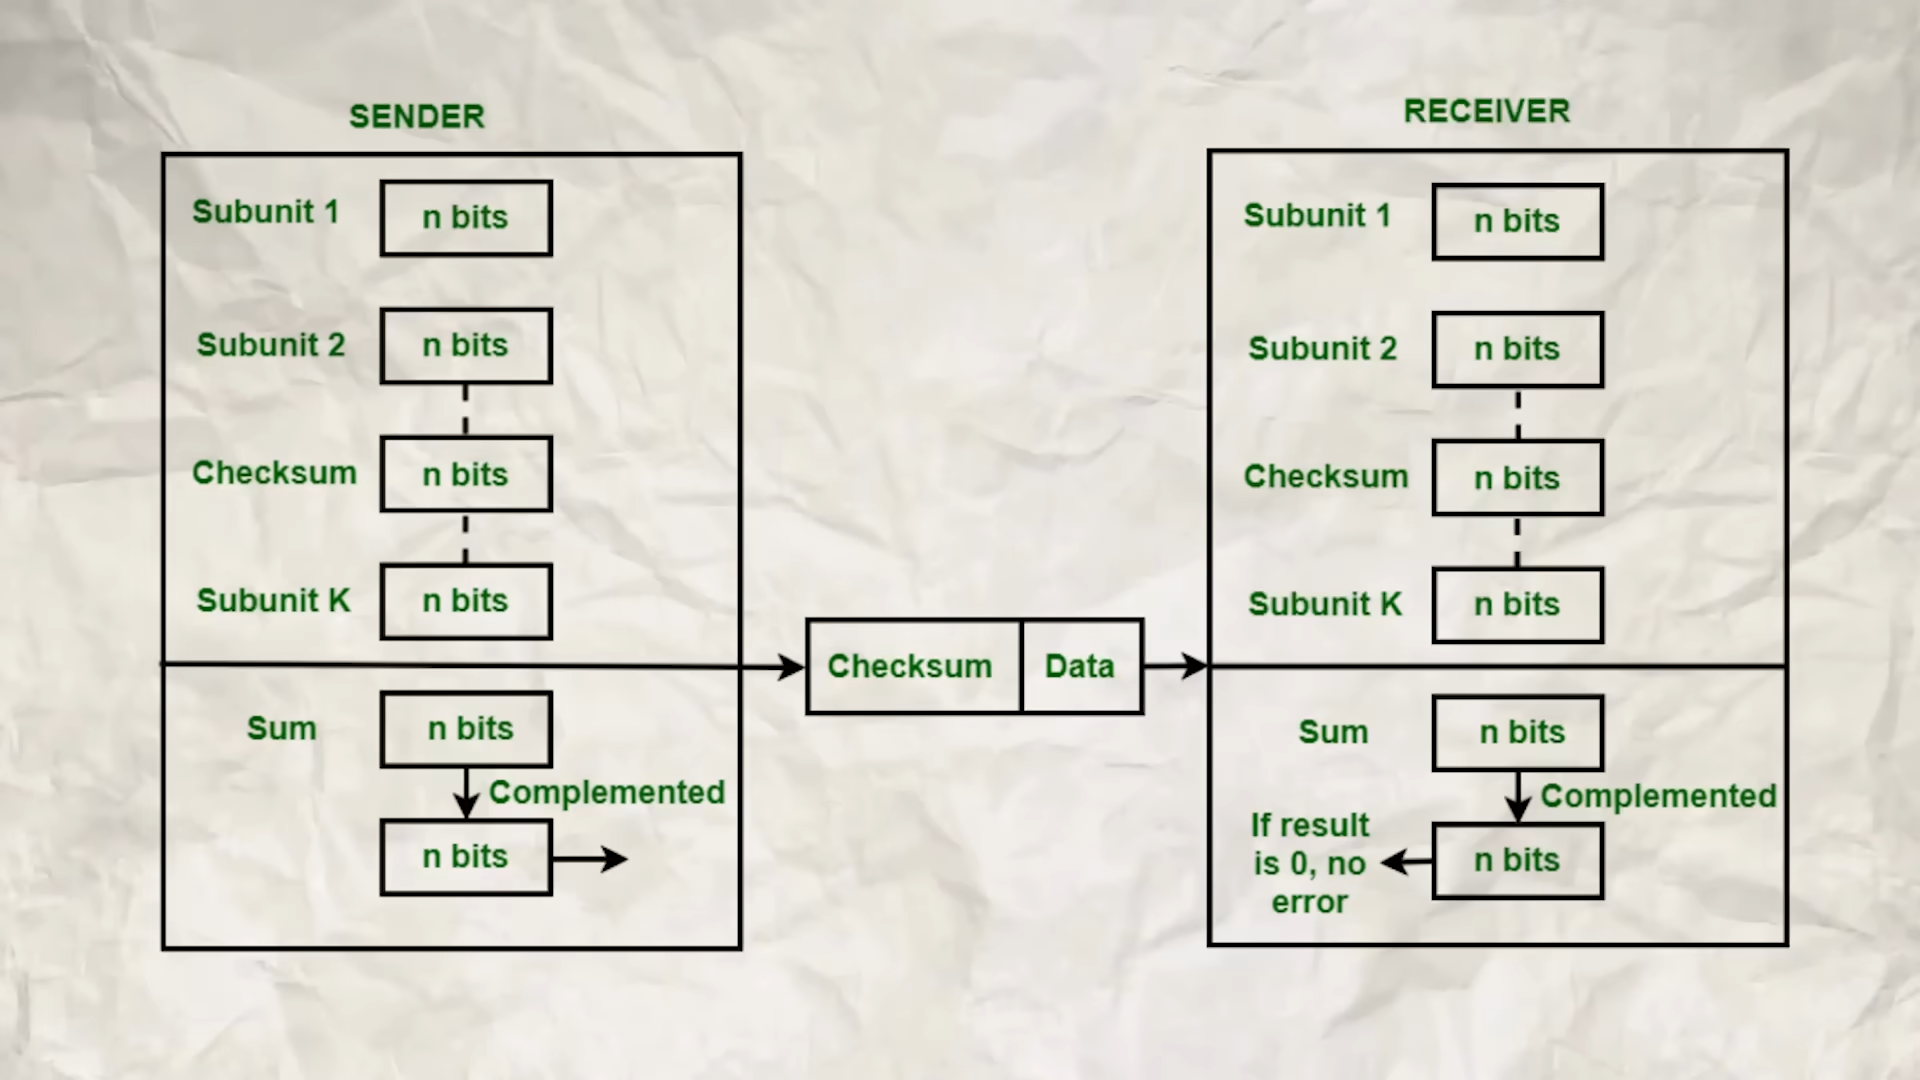 SENDER
Subunit 1
n bits
Subunit 2
n bits
Checksum
n bits
Subunit K
n bits
Sum
n bits
Complemented
n bits
Checksum
Data
RECEIVER
Subunit 1
n bits
Subunit 2
n bits
Checksum
n bits
Subunit K
n bits
Sum
n bits
Complemented
If result
is 0, no
error
n bits